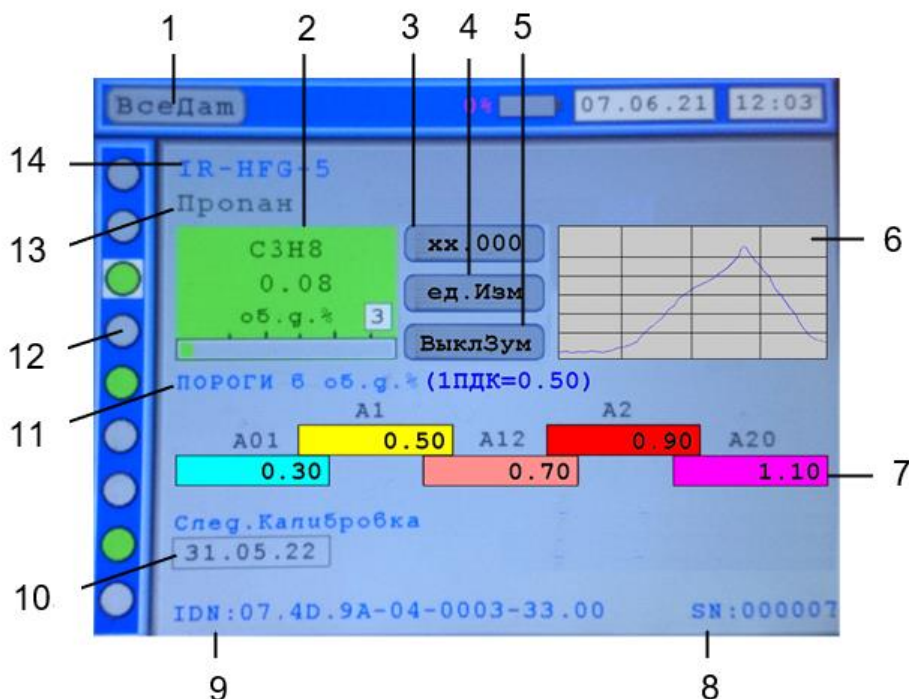 1 2 3 4 5
ВсеДат 0% 07.06.21 12:03
14 IR-HFG-5
13 Пропан
C3H8 xx.000 6
0.08 ед.Изм
об.д.% 3
12 ВыклЗум
11 ПОРОГИ в об.д.% (1ПДК=0.50)
A1 A2
A01 0.50 A12 0.90 A20
0.30 0.70 1.10 7
След.Калибровка
10 31.05.22
IDN:07.4D.9A-04-0003-33.00 SN:000007
9 8